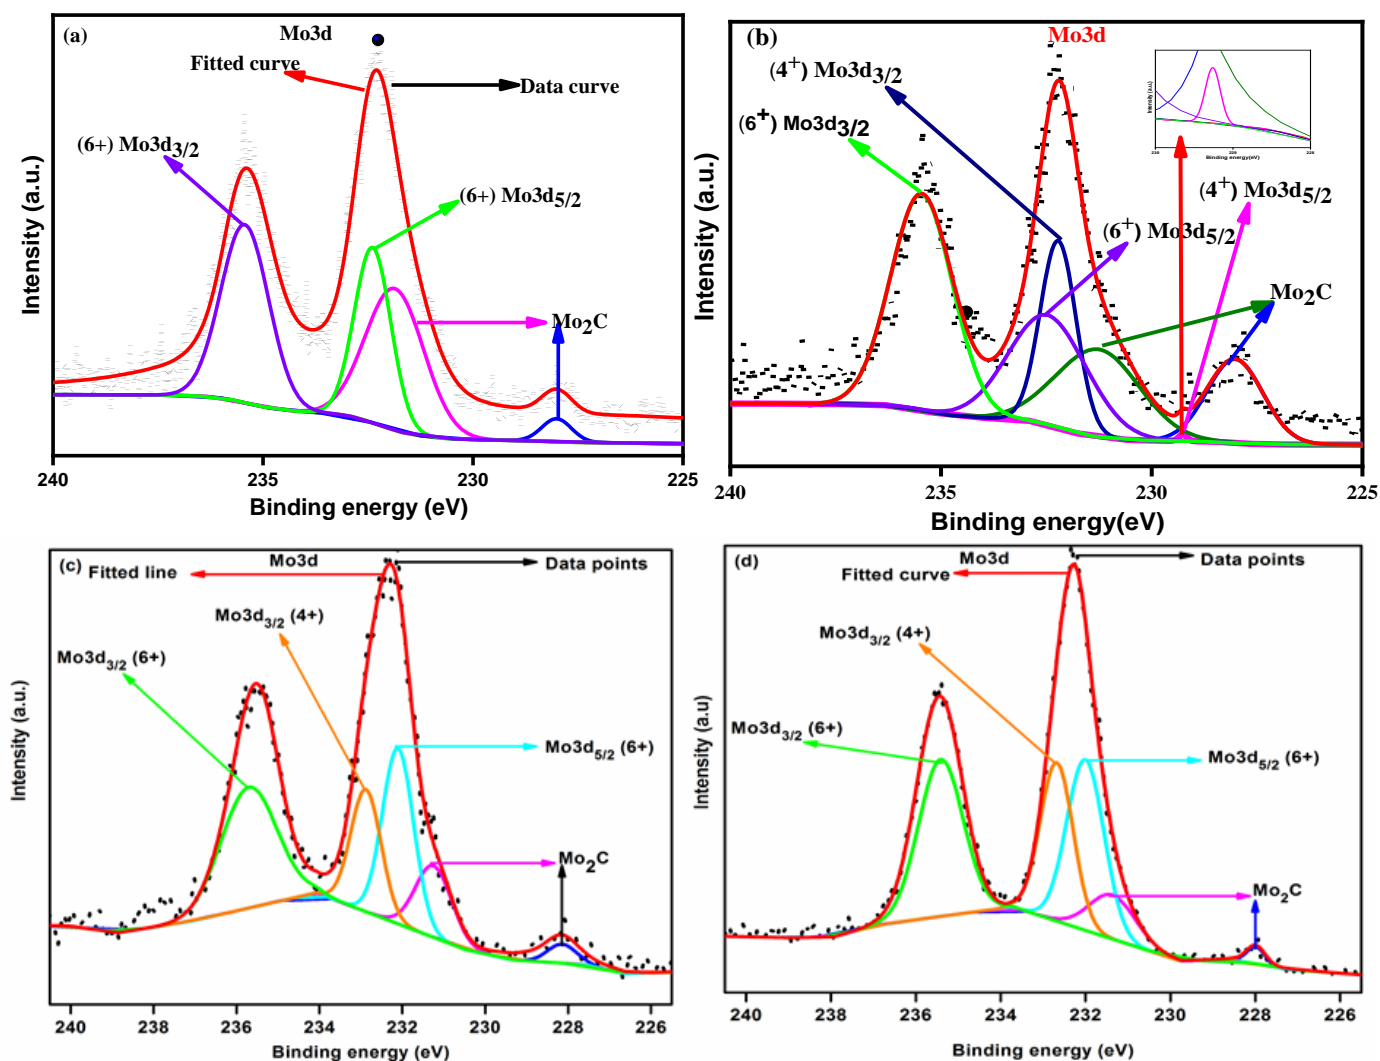 (a)
Mo3d
Fitted curve
Data curve
(6+) Mo3d3/2
(6+) Mo3d5/2
Mo2C
Intensity (a.u.)
240
235
230
225
Binding energy (eV)
(b)
Mo3d
(4+) Mo3d3/2
(6+) Mo3d3/2
(4+) Mo3d5/2
(6+) Mo3d5/2
Mo2C
Intensity (a.u.)
Binding energy(eV)
Intensity (a.u.)
240
235
230
225
Binding energy(eV)
(c)
Mo3d
Fitted line
Data points
Mo3d3/2 (4+)
Mo3d3/2 (6+)
Mo3d5/2 (6+)
Mo2C
Intensity (a.u.)
240
238
236
234
232
230
228
226
Binding energy (eV)
(d)
Mo3d
Fitted curve
Data points
Mo3d3/2 (4+)
Mo3d3/2 (6+)
Mo3d5/2 (6+)
Mo2C
Intensity (a.u)
240
238
236
234
232
230
228
226
Binding energy (eV)